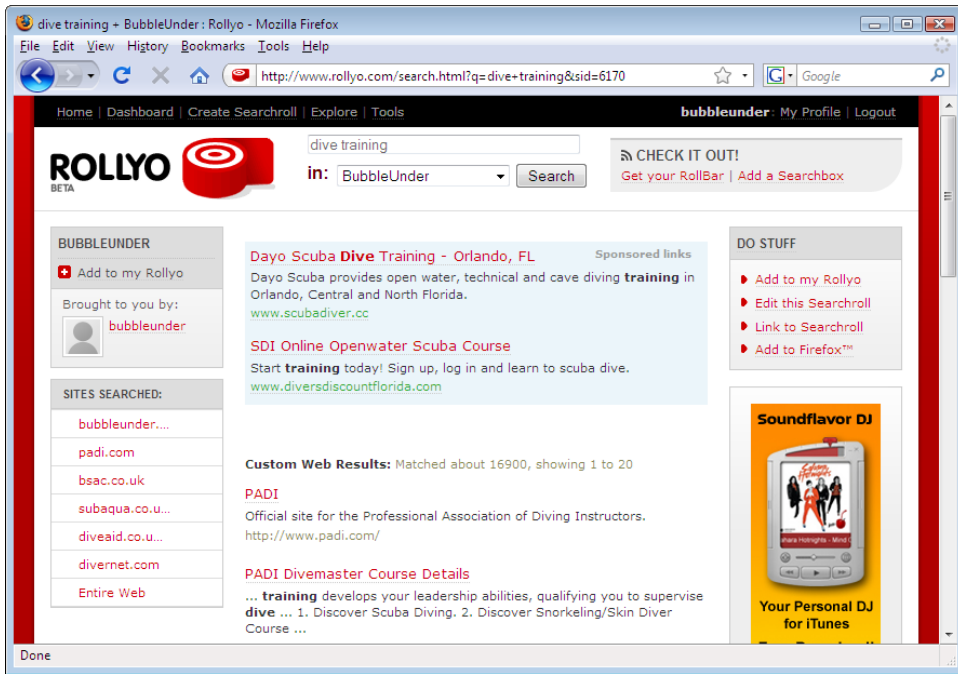 dive training + BubbleUnder : Rollyo - Mozilla Firefox
File Edit View History Bookmarks Tools Help
http://www.rollyo.com/search.html?q=dive+training&sid=6170
G Google
Home | Dashboard | Create Searchroll | Explore | Tools
bubbleunder: My Profile | Logout
ROLLYO
BETA
dive training
in: BubbleUnder Search
CHECK IT OUT!
Get your RollBar | Add a Searchbox
BUBBLEUNDER
Add to my Rollyo
Brought to you by:
bubbleunder
SITES SEARCHED:
bubbleunder....
padi.com
bsac.co.uk
subaqua.co.u...
diveaid.co.u...
divernet.com
Entire Web
Dayo Scuba Dive Training - Orlando, FL
Sponsored links
Dayo Scuba provides open water, technical and cave diving training in
Orlando, Central and North Florida.
www.scubadiver.cc
SDI Online Openwater Scuba Course
Start training today! Sign up, log in and learn to scuba dive.
www.diversdiscountflorida.com
Custom Web Results: Matched about 16900, showing 1 to 20
PADI
Official site for the Professional Association of Diving Instructors.
http://www.padi.com/
PADI Divemaster Course Details
... training develops your leadership abilities, qualifying you to supervise
dive ... 1. Discover Scuba Diving. 2. Discover Snorkeling/Skin Diver
Course ...
DO STUFF
Add to my Rollyo
Edit this Searchroll
Link to Searchroll
Add to Firefox™
Soundflavor DJ
Sahara
Hotnights
ahara Hotnights - Mind
Your Personal DJ
for iTunes
Done